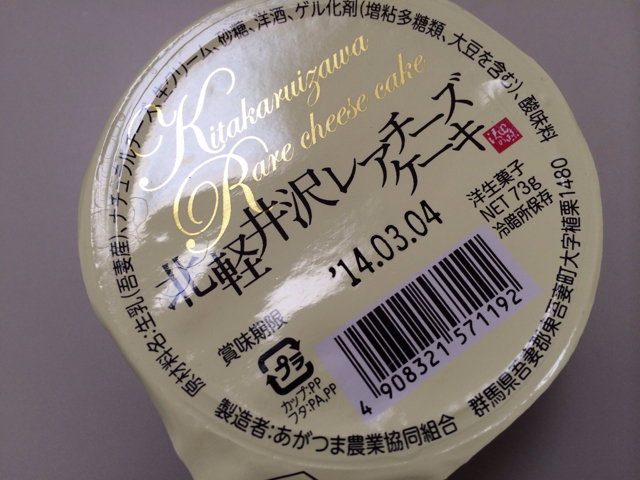 Kitakaruizawa
Rare cheese cake
北軽井沢レアチーズ
ケーキ
洋生菓子
NET 73g
冷暗所保存
'14.03.04
賞味期限
プラ
カップ:PP
フタ:PA,PP
4 908321 571192
原材料名:生乳(吾妻産)、ナチュラルチーズ、生クリーム、砂糖、洋酒、ゲル化剤(増粘多糖類、大豆を含む)、酸味料
製造者:あがつま農業協同組合 群馬県吾妻郡東吾妻町大字植栗1480